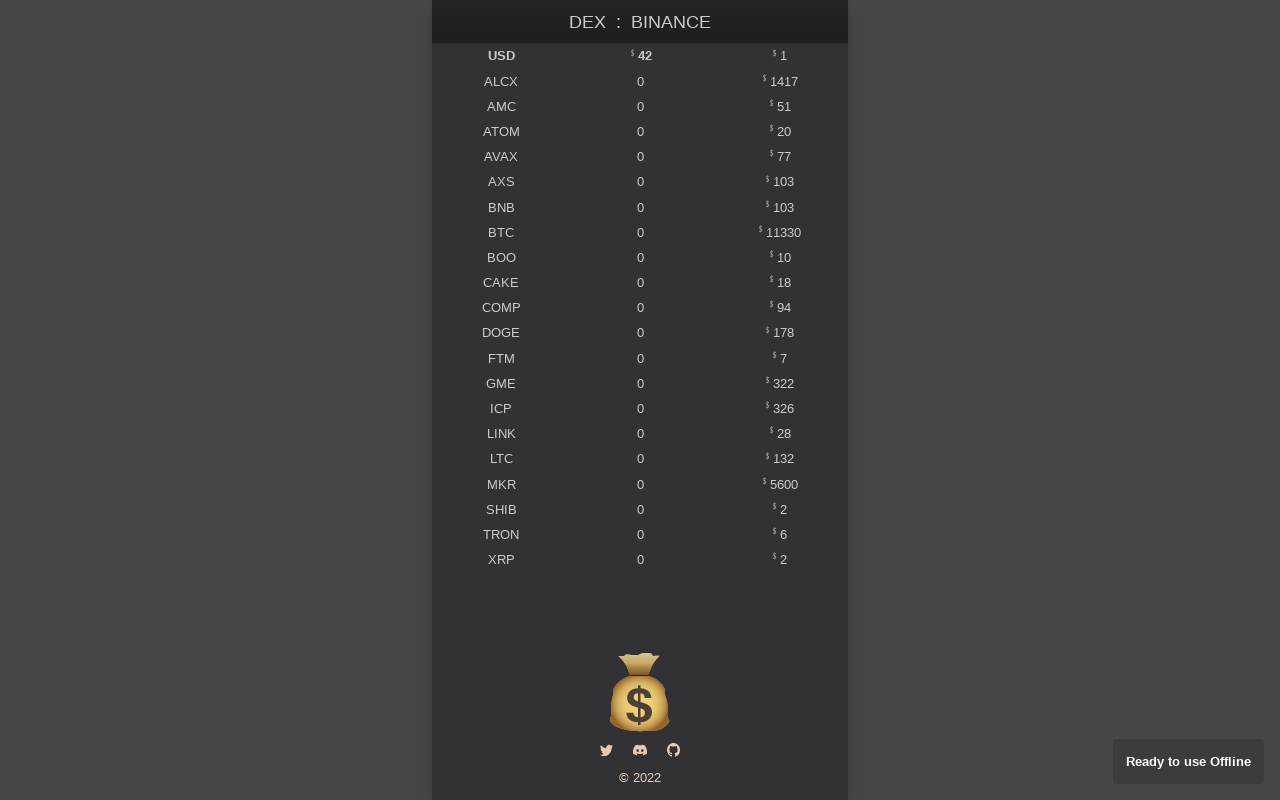 DEX : BINANCE
USD $ 42 $ 1
ALCX 0 $ 1417
AMC 0 $ 51
ATOM 0 $ 20
AVAX 0 $ 77
AXS 0 $ 103
BNB 0 $ 103
BTC 0 $ 11330
BOO 0 $ 10
CAKE 0 $ 18
COMP 0 $ 94
DOGE 0 $ 178
FTM 0 $ 7
GME 0 $ 322
ICP 0 $ 326
LINK 0 $ 28
LTC 0 $ 132
MKR 0 $ 5600
SHIB 0 $ 2
TRON 0 $ 6
XRP 0 $ 2
$
© 2022
Ready to use Offline